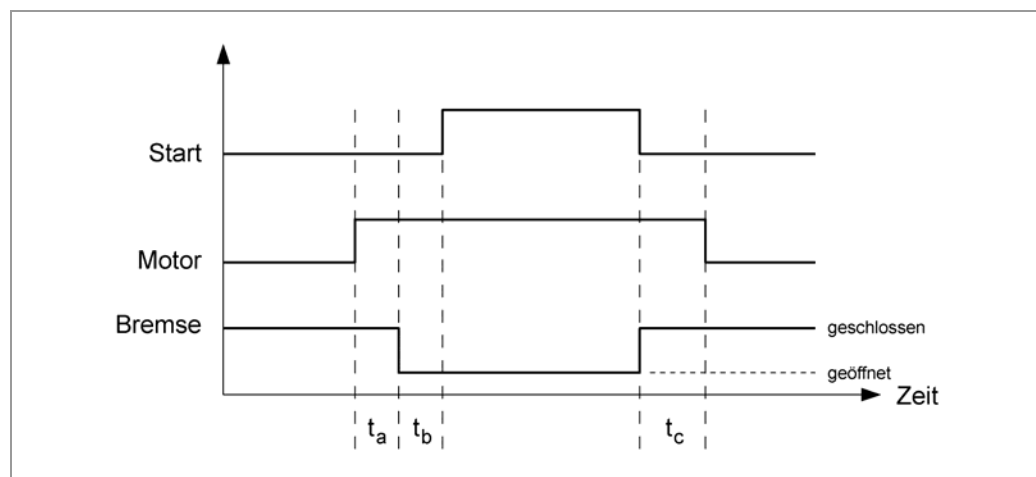 Start
Motor
Bremse
geschlossen
geöffnet
Zeit
ta tb tc